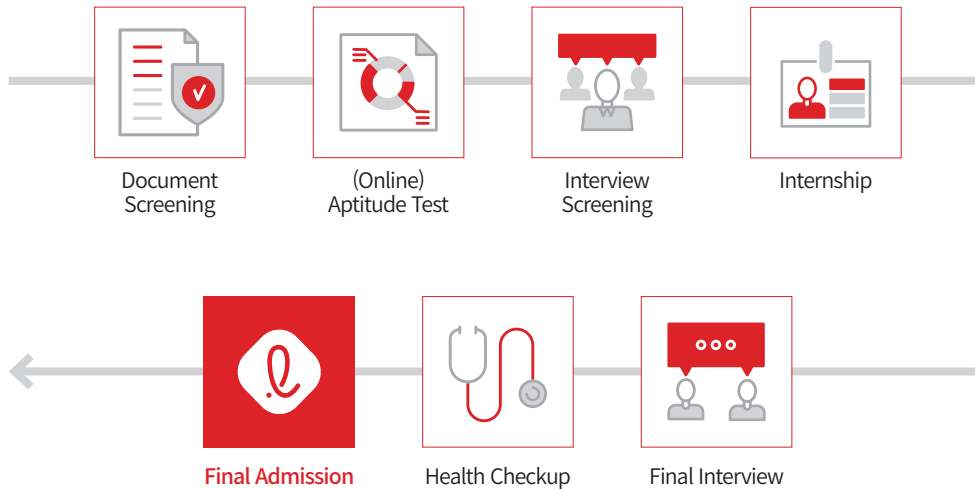 Document
Screening
(Online)
Aptitude Test
Interview
Screening
Internship
Final Admission
Health Checkup
Final Interview